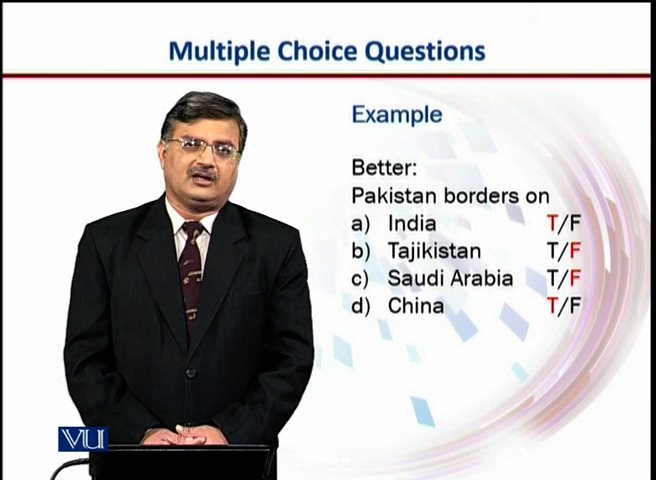 Multiple Choice Questions
Example
Better:
Pakistan borders on
a) India T/F
b) Tajikistan T/F
c) Saudi Arabia T/F
d) China T/F
VU